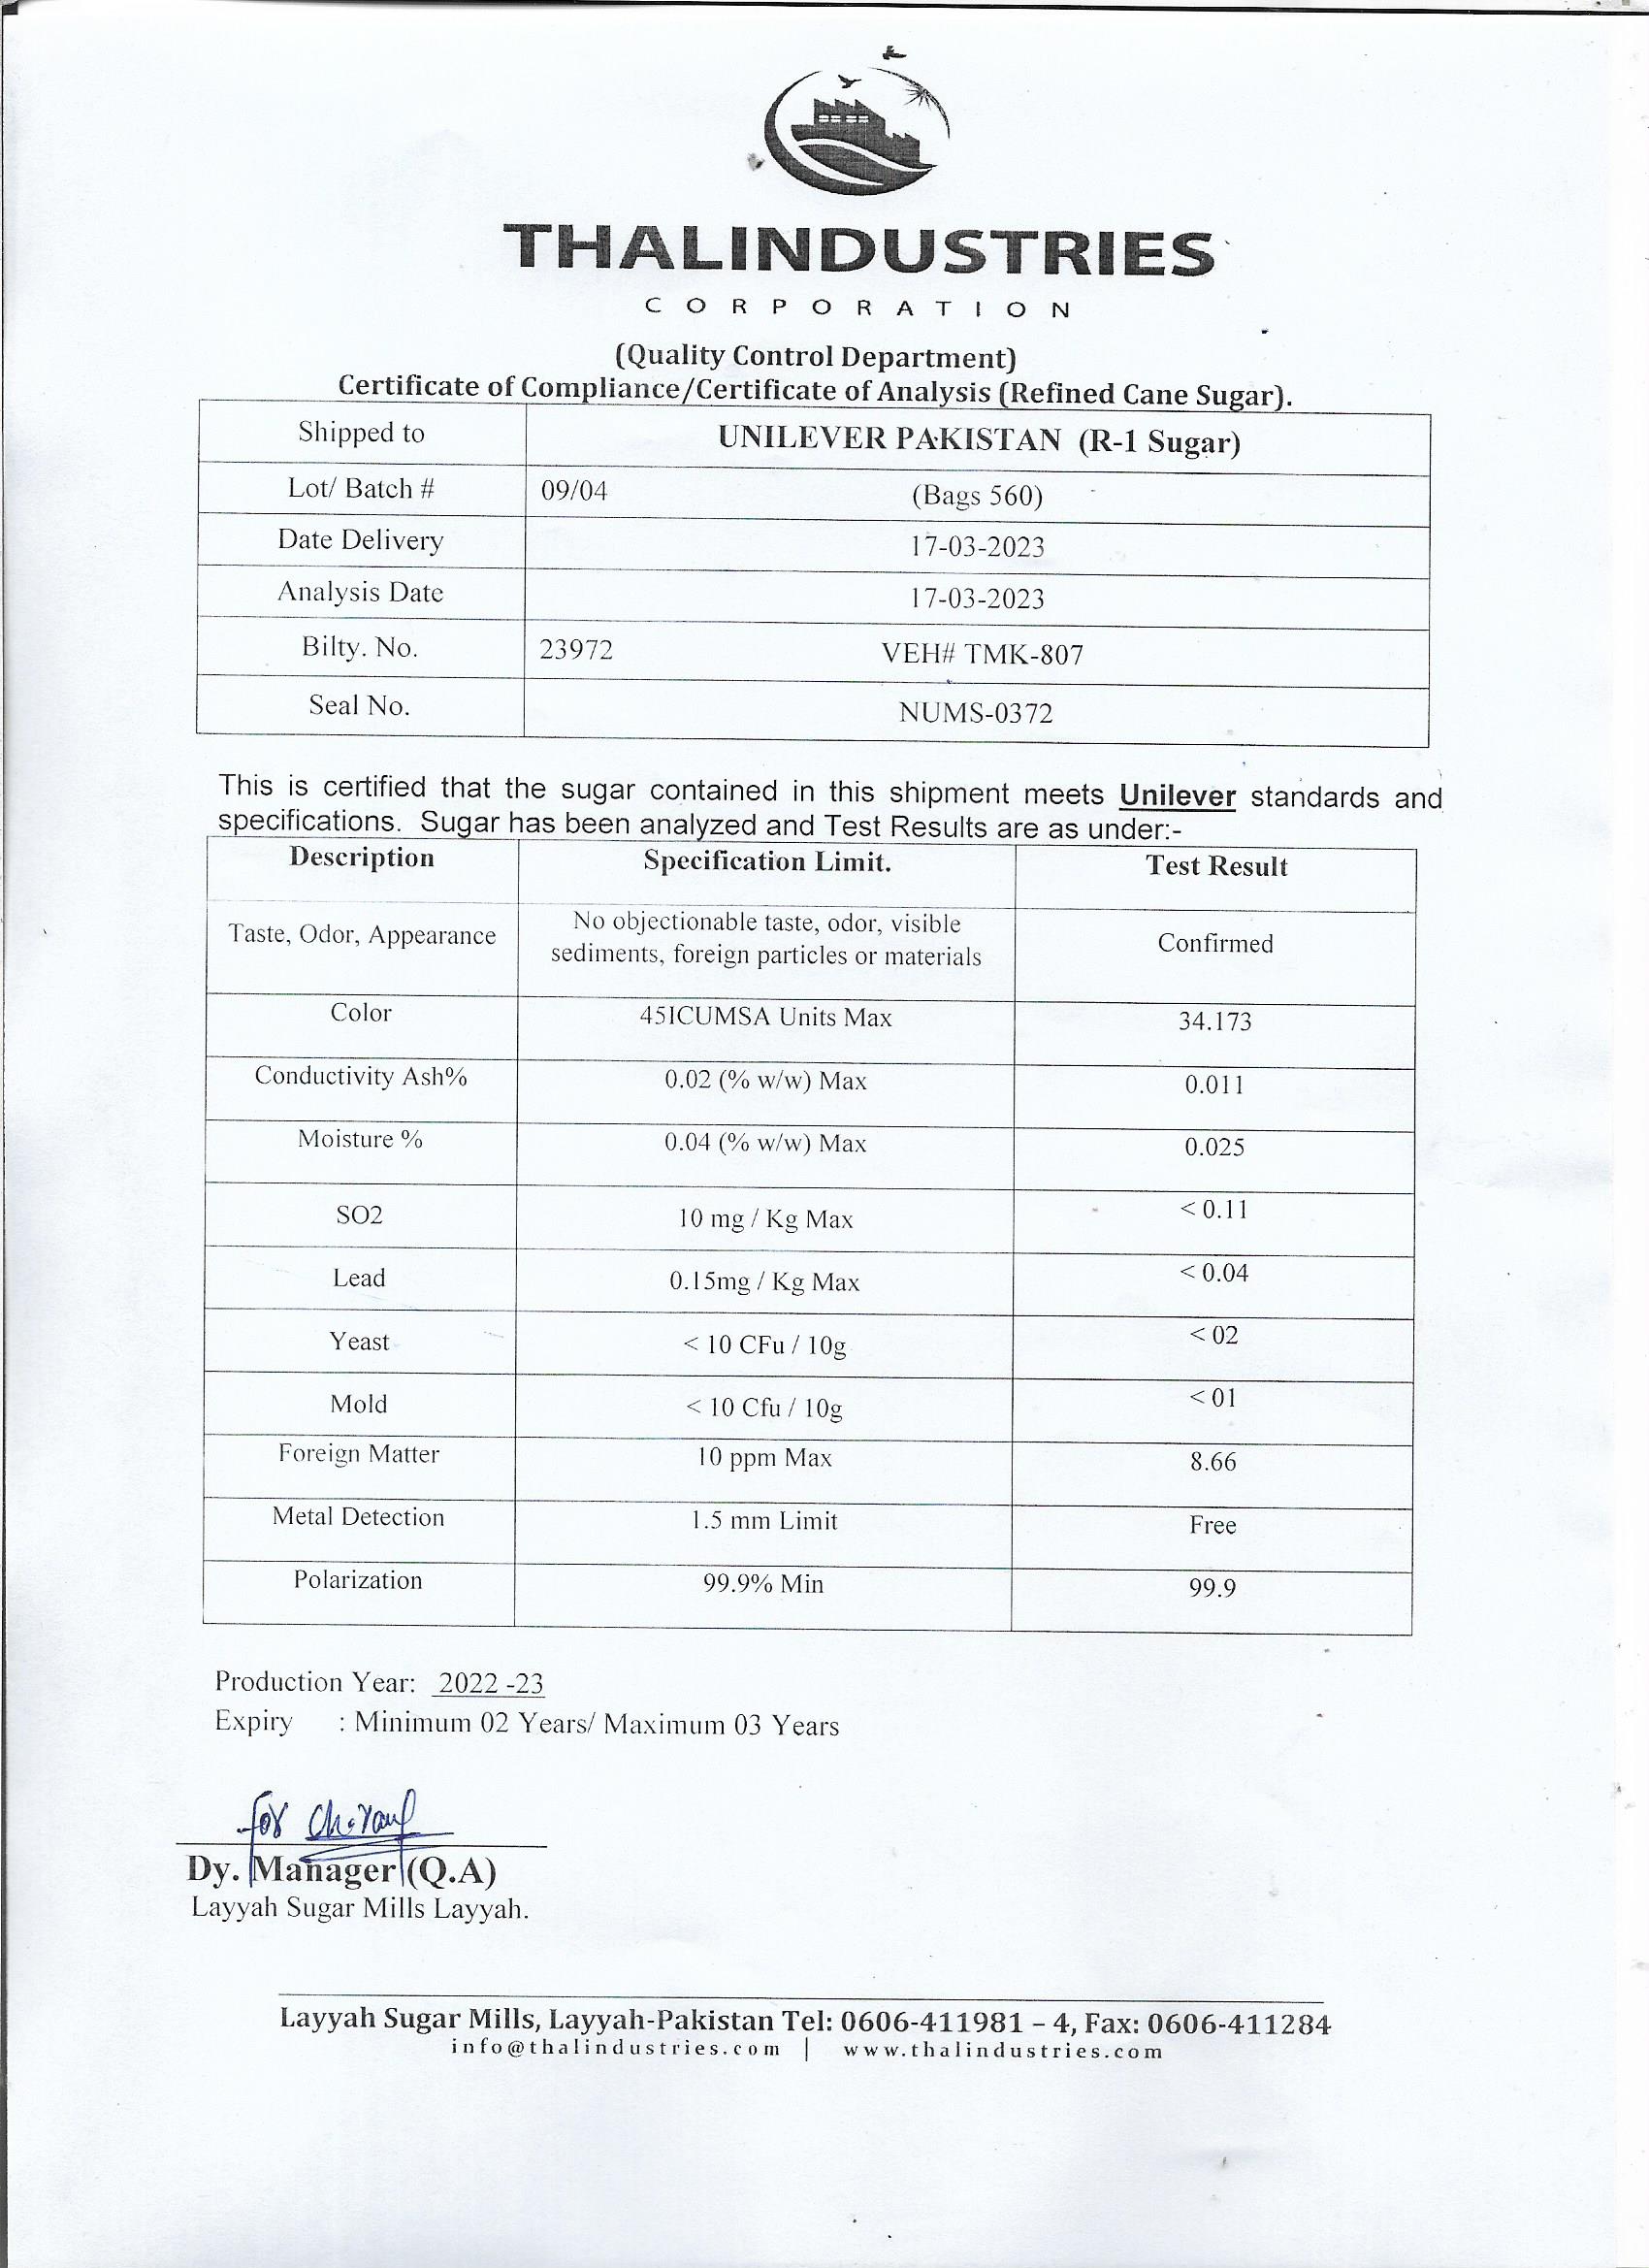 THALINDUSTRIES
CORPORATION
(Quality Control Department)
Certificate of Compliance/Certificate of Analysis (Refined Cane Sugar).
Shipped to UNILEVER PAKISTAN (R-1 Sugar)
Lot/ Batch # 09/04 (Bags 560)
Date Delivery 17-03-2023
Analysis Date 17-03-2023
Bilty. No. 23972 VEH# TMK-807
Seal No. NUMS-0372
This is certified that the sugar contained in this shipment meets Unilever standards and
specifications. Sugar has been analyzed and Test Results are as under:-
Description Specification Limit. Test Result
Taste, Odor, Appearance No objectionable taste, odor, visible
sediments, foreign particles or materials Confirmed
Color 45ICUMSA Units Max 34.173
Conductivity Ash% 0.02 (% w/w) Max 0.011
Moisture % 0.04 (% w/w) Max 0.025
SO2 10 mg / Kg Max < 0.11
Lead 0.15mg / Kg Max < 0.04
Yeast < 10 CFu / 10g < 02
Mold < 10 Cfu / 10g < 01
Foreign Matter 10 ppm Max 8.66
Metal Detection 1.5 mm Limit Free
Polarization 99.9% Min 99.9
Production Year: 2022 -23
Expiry : Minimum 02 Years/ Maximum 03 Years
for
Dy. Manager (Q.A)
Layyah Sugar Mills Layyah.
Layyah Sugar Mills, Layyah-Pakistan Tel: 0606-411981 – 4, Fax: 0606-411284
info@thalindustries.com | www.thalindustries.com